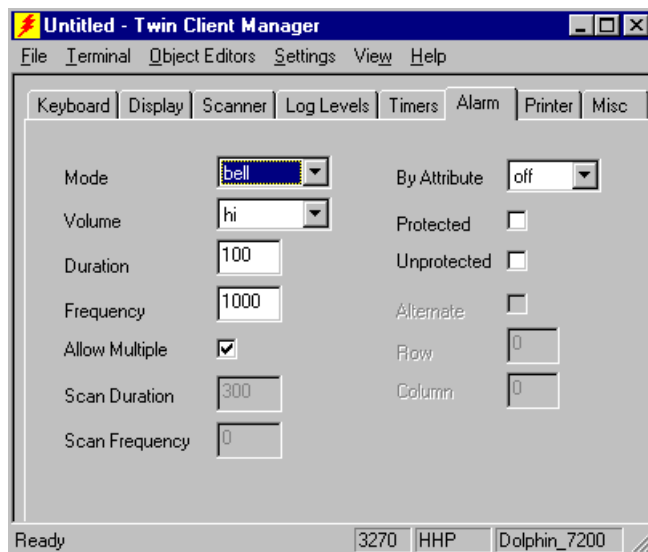 Untitled - Twin Client Manager
File Terminal Object Editors Settings View Help
Keyboard Display Scanner Log Levels Timers Alarm Printer Misc
Mode bell By Attribute off
Volume hi Protected
Duration 100 Unprotected
Frequency 1000 Alternate
Allow Multiple Row 0
Scan Duration 300 Column 0
Scan Frequency 0
Ready 3270 HHP Dolphin_7200